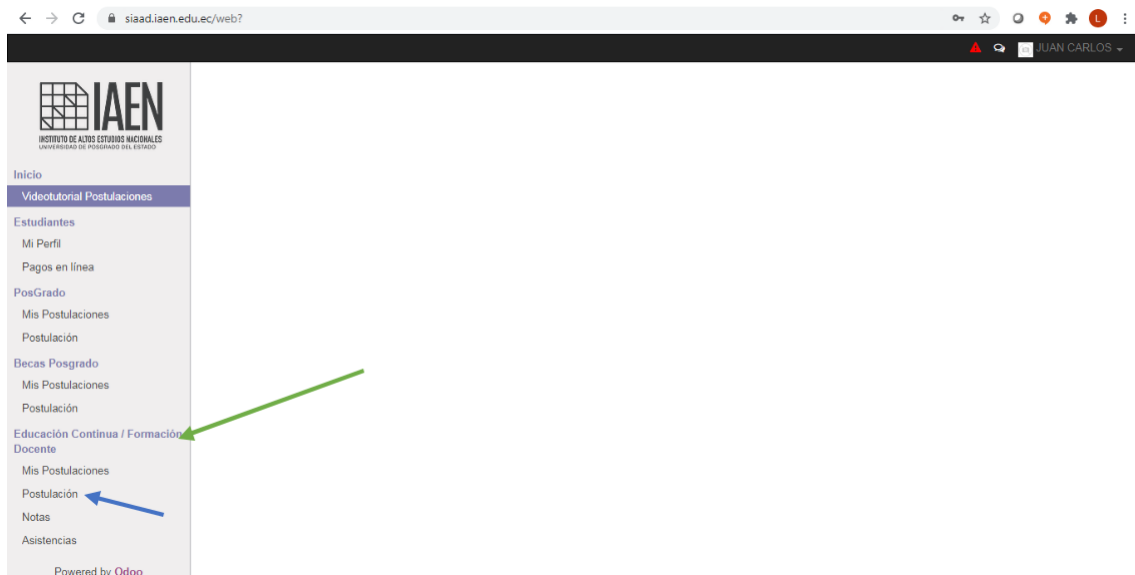 siaad.iaen.edu.ec/web?
L
JUAN CARLOS
IAEN
INSTITUTO DE ALTOS ESTUDIOS NACIONALES
UNIVERSIDAD DE POSGRADO DEL ESTADO
Inicio
Videotutorial Postulaciones
Estudiantes
Mi Perfil
Pagos en línea
PosGrado
Mis Postulaciones
Postulación
Becas Posgrado
Mis Postulaciones
Postulación
Educación Continua / Formación
Docente
Mis Postulaciones
Postulación
Notas
Asistencias
Powered by Odoo